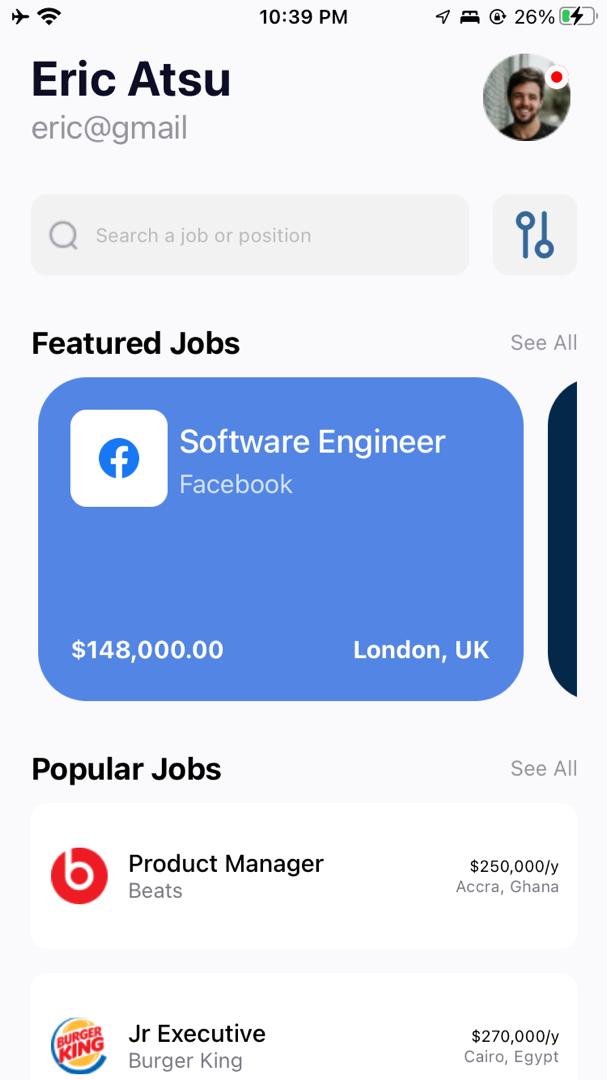 10:39 PM
26%
Eric Atsu
eric@gmail
Search a job or position
Featured Jobs
See All
Software Engineer
Facebook
$148,000.00
London, UK
Popular Jobs
See All
Product Manager
$250,000/y
Beats
Accra, Ghana
BURGER
KING
Jr Executive
$270,000/y
Burger King
Cairo, Egypt